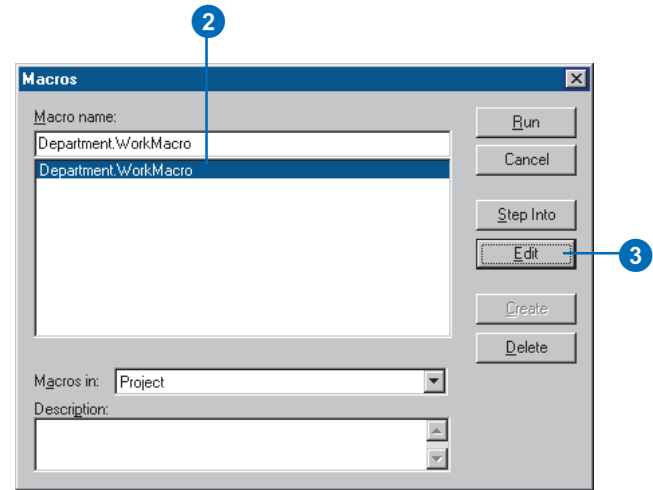 2
Macros
Macro name:
Department.WorkMacro
Department.WorkMacro
Run
Cancel
Step Into
Edit
3
Create
Delete
Macros in: Project
Description: